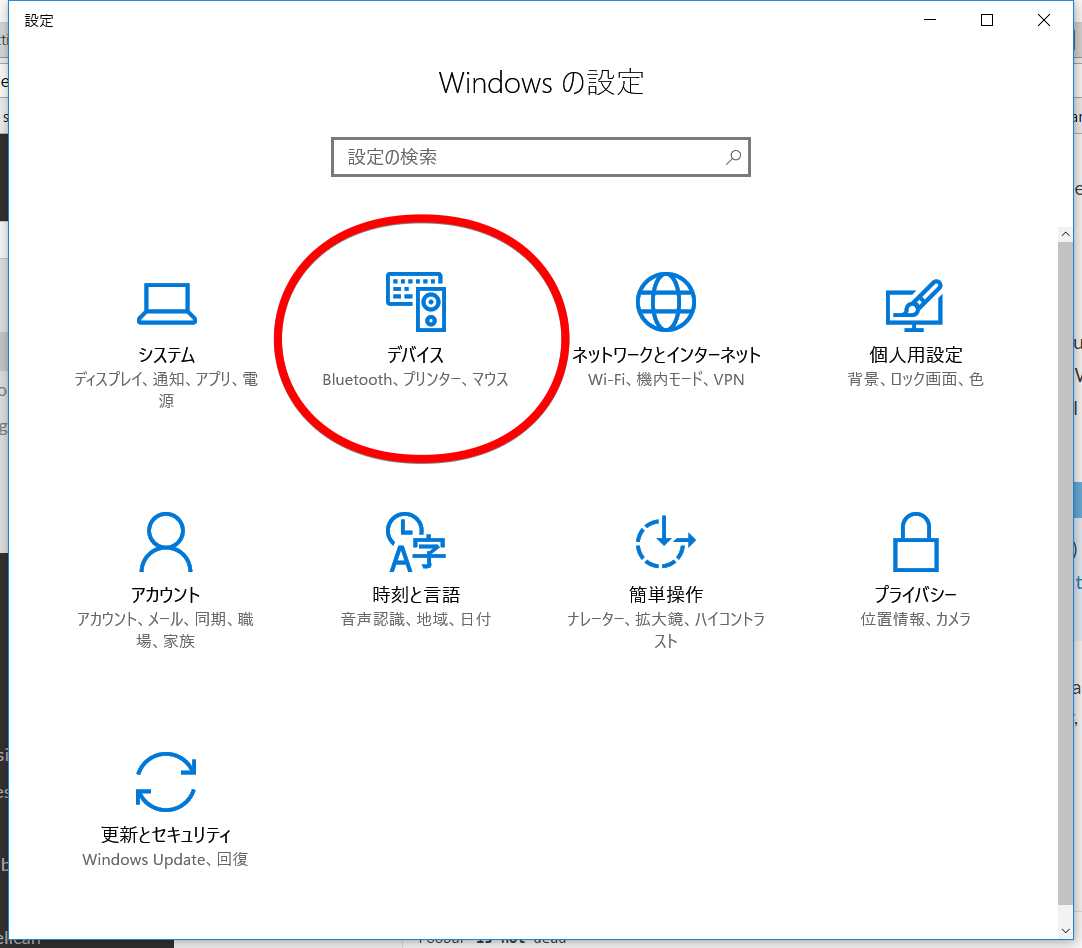 設定
Windows の設定
設定の検索
システム
ディスプレイ、通知、アプリ、電
源
デバイス
Bluetooth、プリンター、マウス
ネットワークとインターネット
Wi-Fi、機内モード、VPN
個人用設定
背景、ロック画面、色
アカウント
アカウント、メール、同期、職
場、家族
時刻と言語
音声認識、地域、日付
簡単操作
ナレーター、拡大鏡、ハイコントラ
スト
プライバシー
位置情報、カメラ
更新とセキュリティ
Windows Update、回復